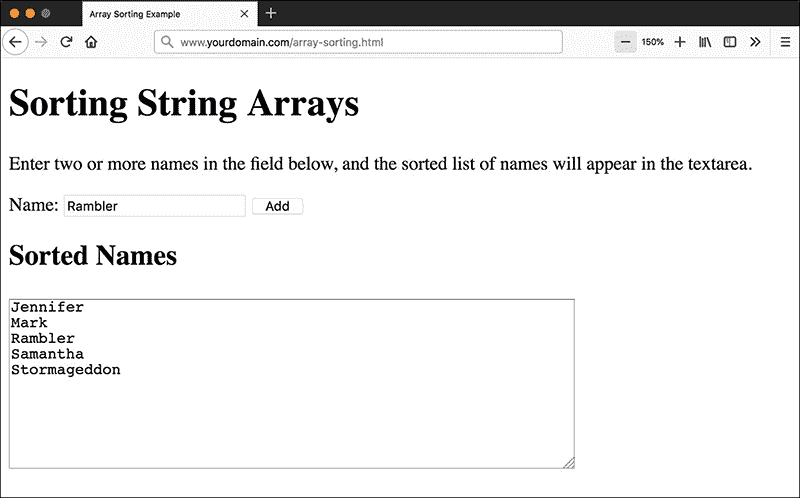 Array Sorting Example
www.yourdomain.com/array-sorting.html
150%
Sorting String Arrays
Enter two or more names in the field below, and the sorted list of names will appear in the textarea.
Name: Rambler Add
Sorted Names
Jennifer
Mark
Rambler
Samantha
Stormageddon